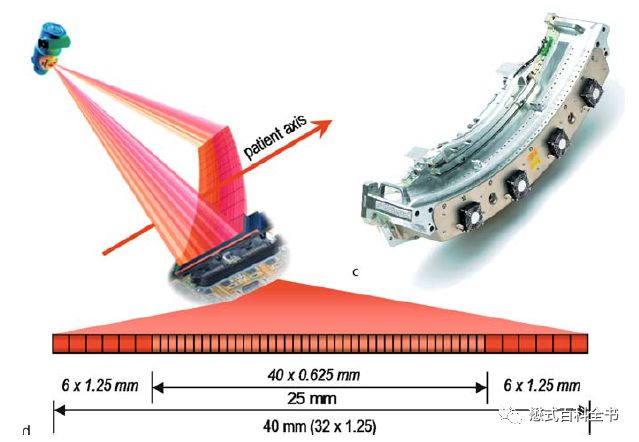 patient axis
c
6 x 1.25 mm
40 x 0.625 mm
6 x 1.25 mm
25 mm
40 mm (32 x 1.25)
d
懋式百科全书